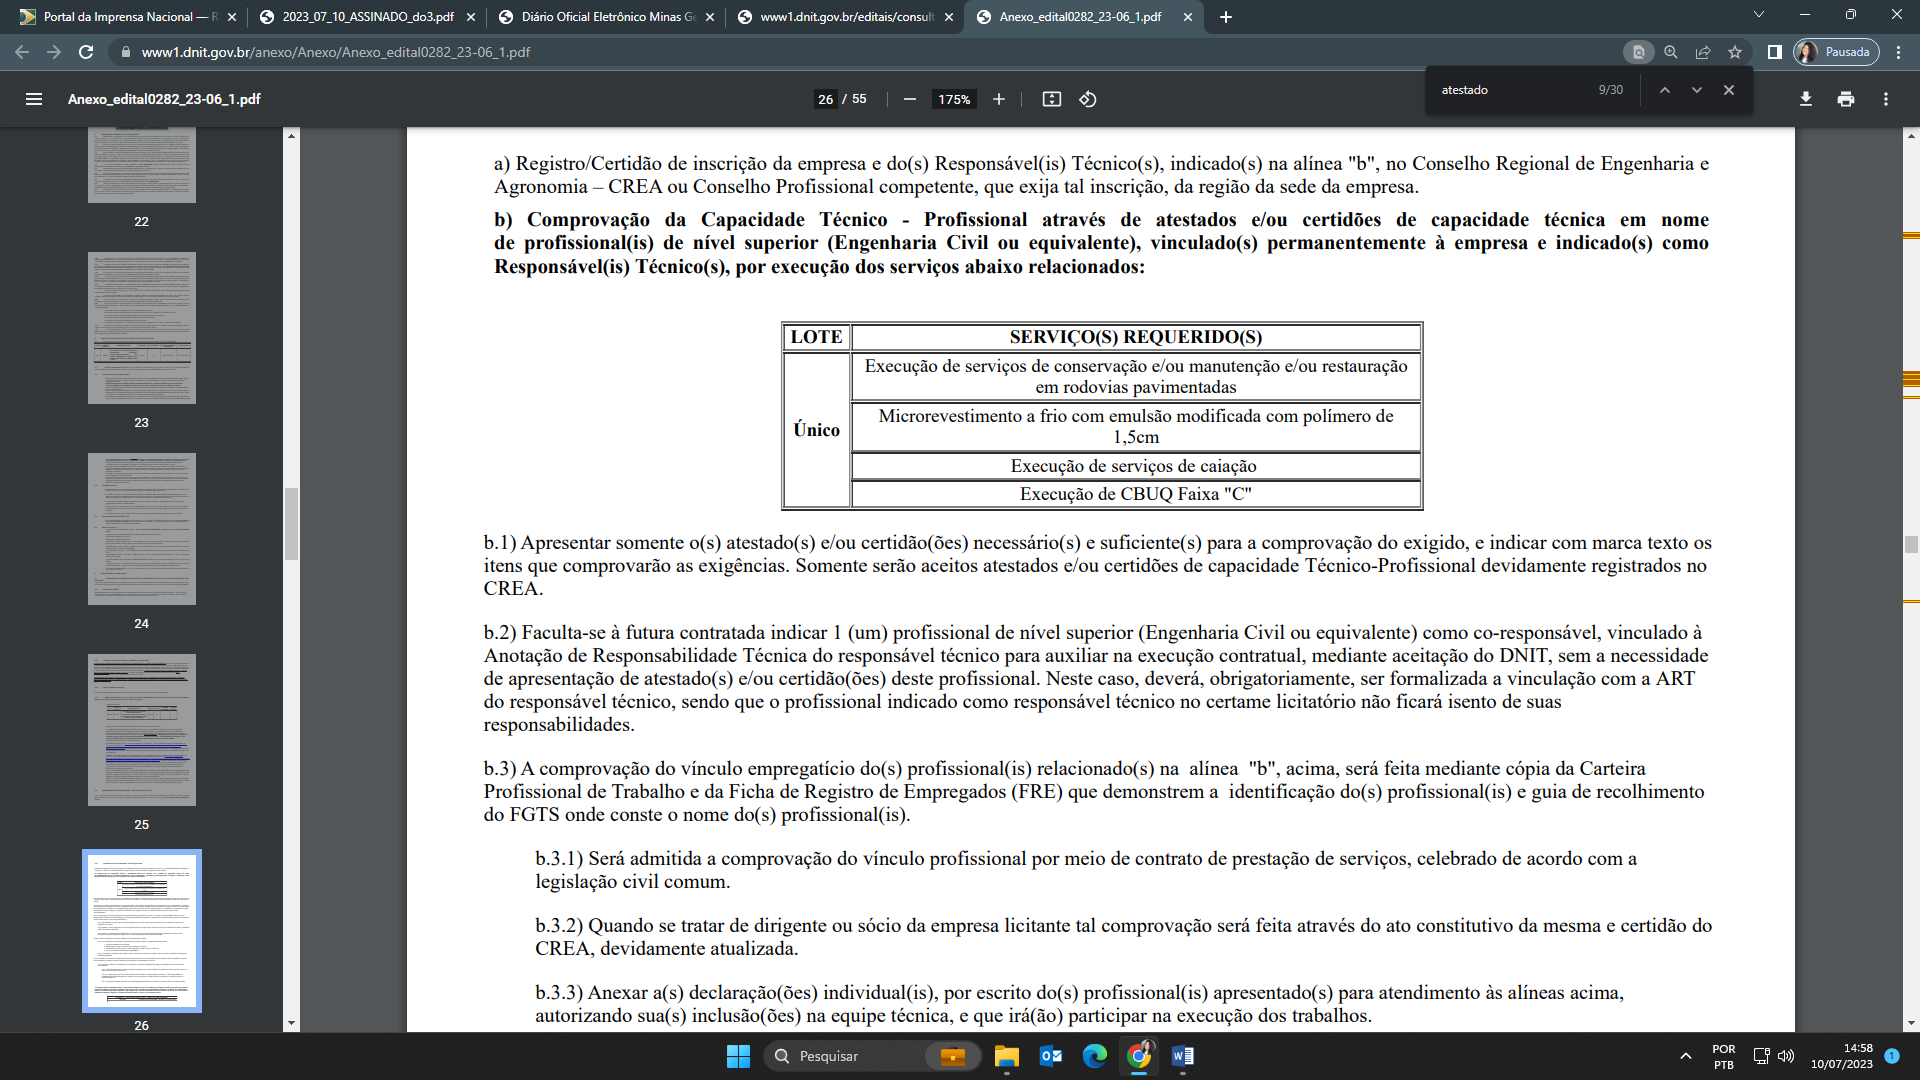 Portal da Imprensa Nacional — R
2023_07_10_ASSINADO_do3.pdf
Diário Oficial Eletrônico Minas Ge
www1.dnit.gov.br/editais/consult
Anexo_edital0282_23-06_1.pdf
www1.dnit.gov.br/anexo/Anexo/Anexo_edital0282_23-06_1.pdf
Pausada
Anexo_edital0282_23-06_1.pdf
26 / 55
175%
atestado
9/30
22
23
24
25
26
a) Registro/Certidão de inscrição da empresa e do(s) Responsável(is) Técnico(s), indicado(s) na alínea "b", no Conselho Regional de Engenharia e
Agronomia – CREA ou Conselho Profissional competente, que exija tal inscrição, da região da sede da empresa.
b) Comprovação da Capacidade Técnico - Profissional através de atestados e/ou certidões de capacidade técnica em nome
de profissional(is) de nível superior (Engenharia Civil ou equivalente), vinculado(s) permanentemente à empresa e indicado(s) como
Responsável(is) Técnico(s), por execução dos serviços abaixo relacionados:
LOTE
SERVIÇO(S) REQUERIDO(S)
Único
Execução de serviços de conservação e/ou manutenção e/ou restauração
em rodovias pavimentadas
Microrevestimento a frio com emulsão modificada com polímero de
1,5cm
Execução de serviços de caiação
Execução de CBUQ Faixa "C"
b.1) Apresentar somente o(s) atestado(s) e/ou certidão(ões) necessário(s) e suficiente(s) para a comprovação do exigido, e indicar com marca texto os
itens que comprovarão as exigências. Somente serão aceitos atestados e/ou certidões de capacidade Técnico-Profissional devidamente registrados no
CREA.
b.2) Faculta-se à futura contratada indicar 1 (um) profissional de nível superior (Engenharia Civil ou equivalente) como co-responsável, vinculado à
Anotação de Responsabilidade Técnica do responsável técnico para auxiliar na execução contratual, mediante aceitação do DNIT, sem a necessidade
de apresentação de atestado(s) e/ou certidão(ões) deste profissional. Neste caso, deverá, obrigatoriamente, ser formalizada a vinculação com a ART
do responsável técnico, sendo que o profissional indicado como responsável técnico no certame licitatório não ficará isento de suas
responsabilidades.
b.3) A comprovação do vínculo empregatício do(s) profissional(is) relacionado(s) na alínea "b", acima, será feita mediante cópia da Carteira
Profissional de Trabalho e da Ficha de Registro de Empregados (FRE) que demonstrem a identificação do(s) profissional(is) e guia de recolhimento
do FGTS onde conste o nome do(s) profissional(is).
b.3.1) Será admitida a comprovação do vínculo profissional por meio de contrato de prestação de serviços, celebrado de acordo com a
legislação civil comum.
b.3.2) Quando se tratar de dirigente ou sócio da empresa licitante tal comprovação será feita através do ato constitutivo da mesma e certidão do
CREA, devidamente atualizada.
b.3.3) Anexar a(s) declaração(ões) individual(is), por escrito do(s) profissional(is) apresentado(s) para atendimento às alíneas acima,
autorizando sua(s) inclusão(ões) na equipe técnica, e que irá(ão) participar na execução dos trabalhos.
Pesquisar
POR
PTB
14:58
10/07/2023
1